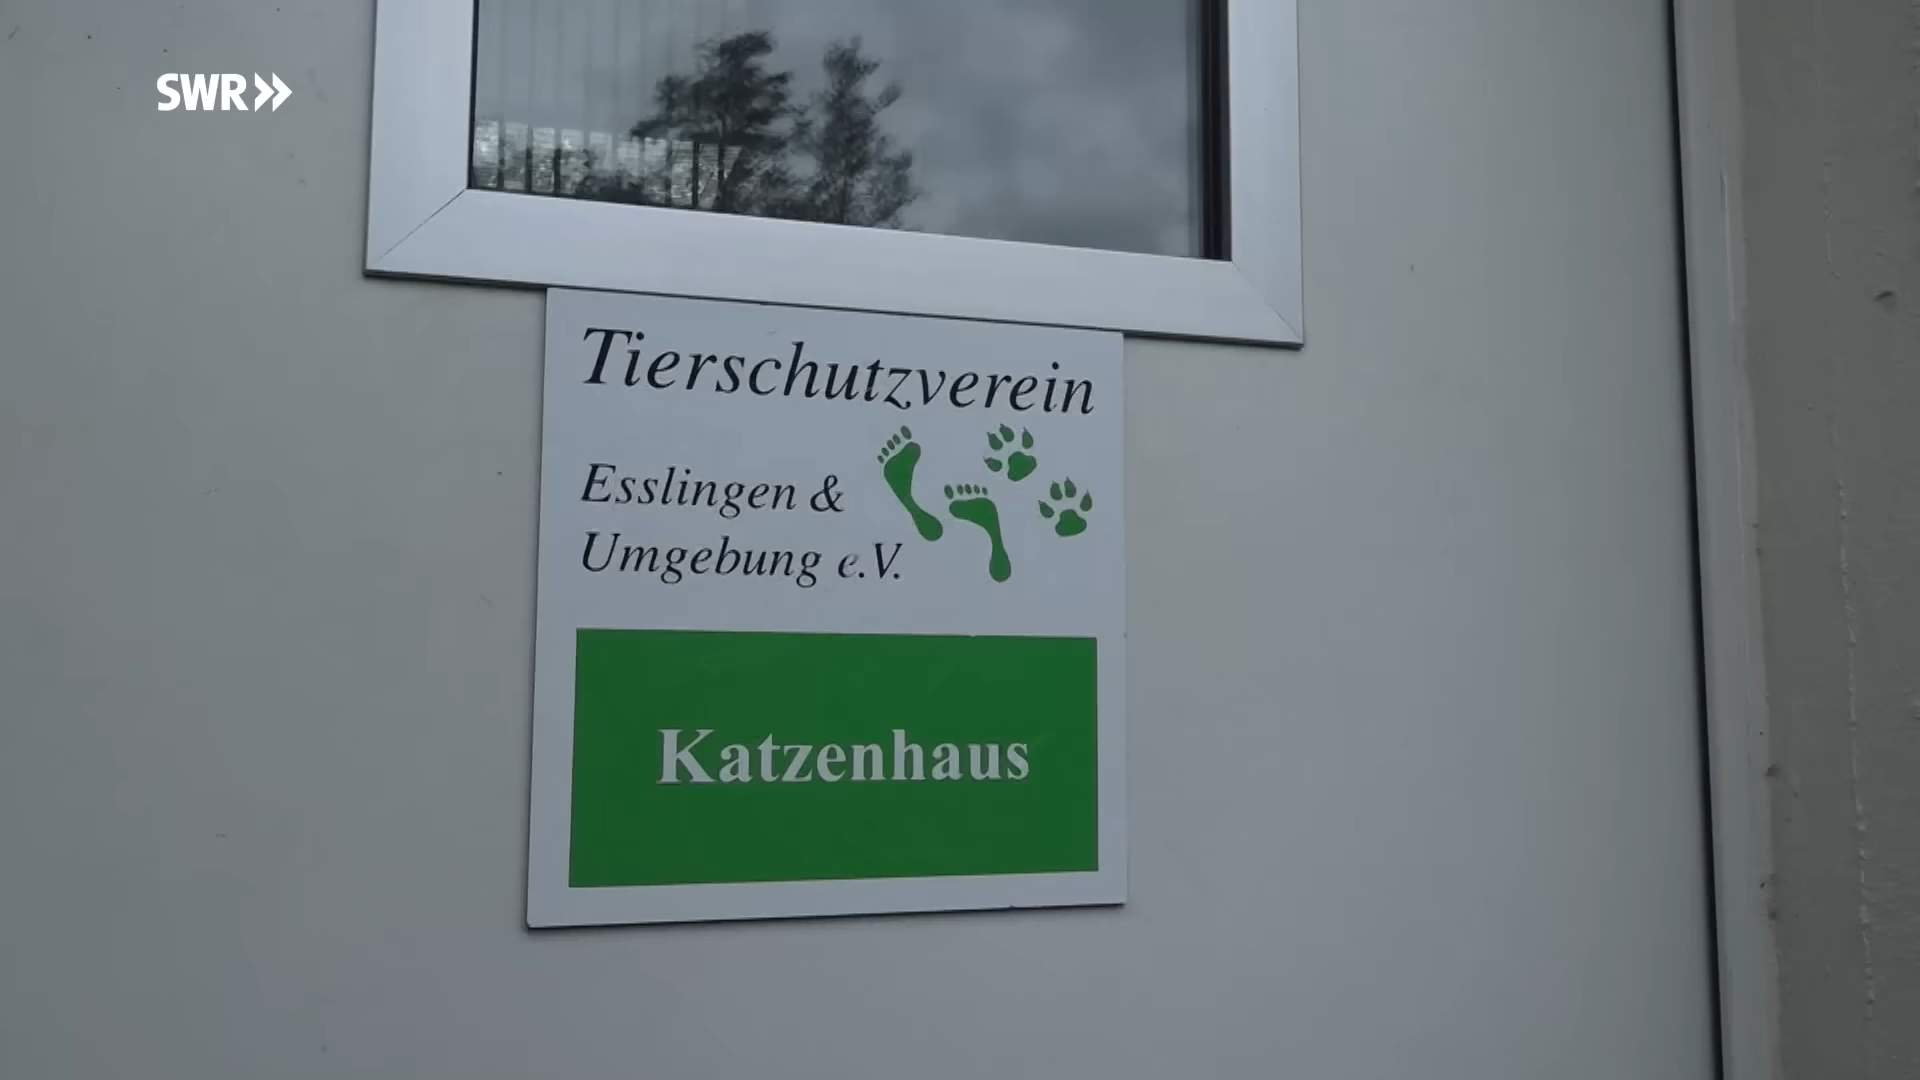 SWR
Tierschutzverein
Esslingen &
Umgebung e.V.
Katzenhaus